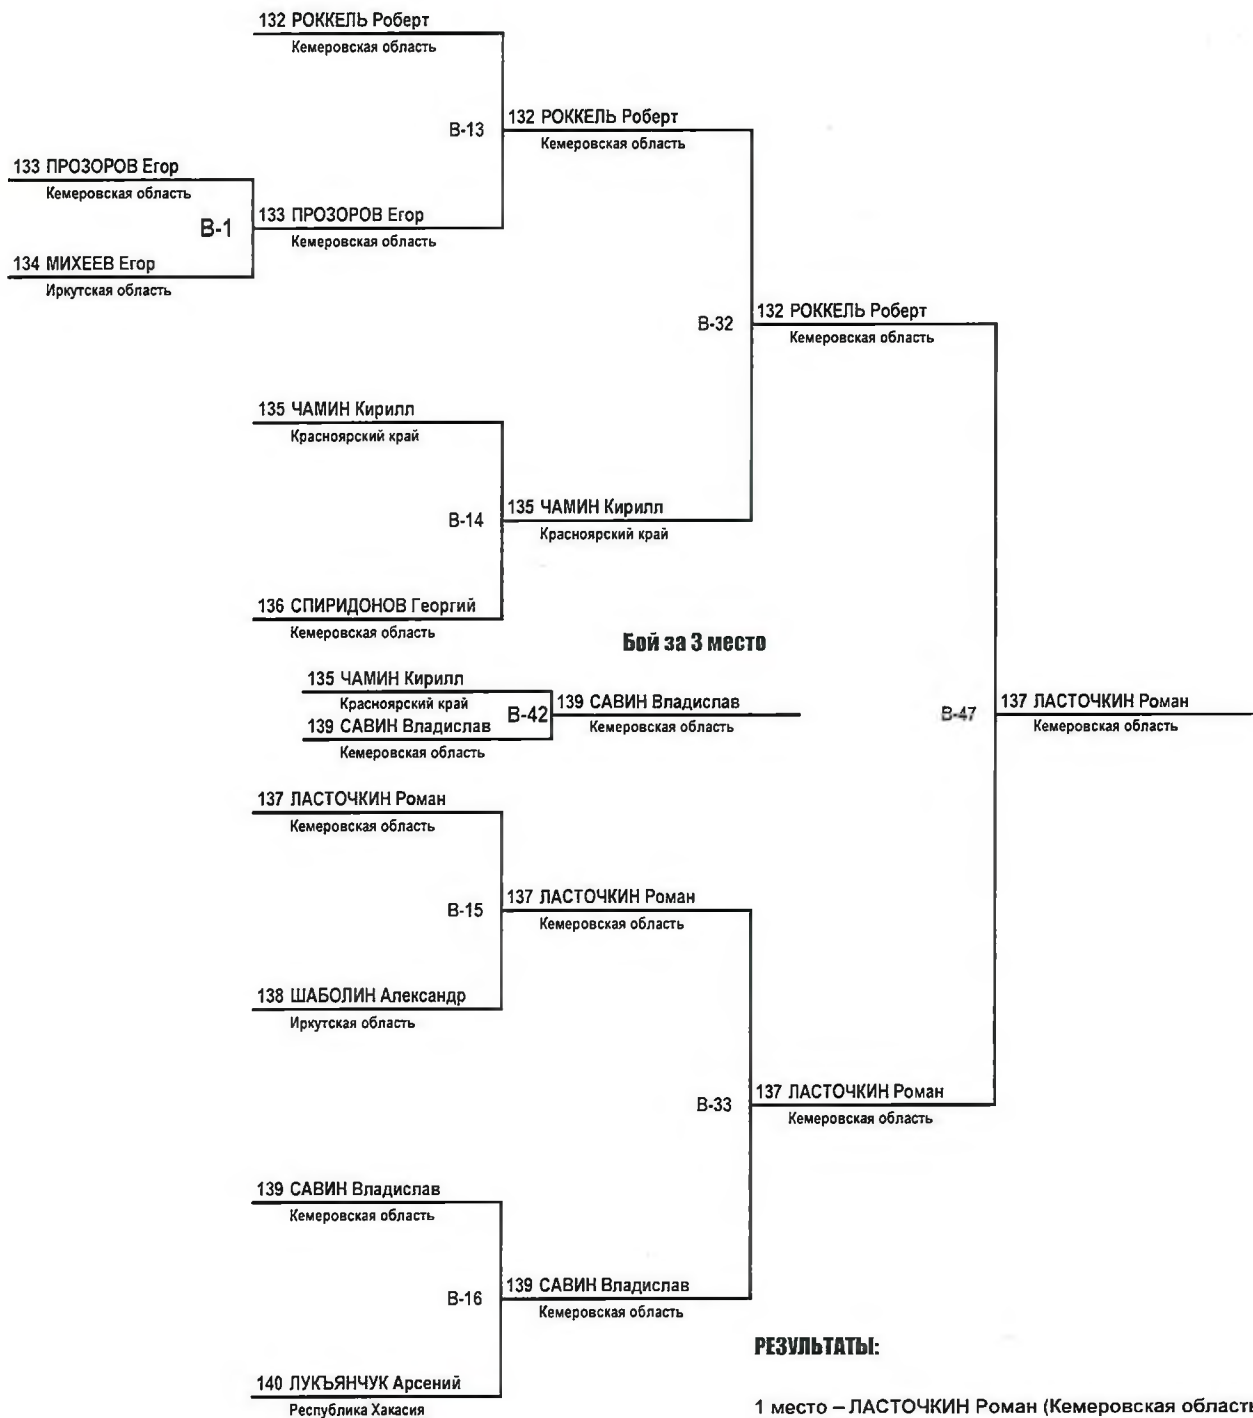 132 РОККЕЛЬ Роберт
Кемеровская область
В-13
132 РОККЕЛЬ Роберт
Кемеровская область
133 ПРОЗОРОВ Егор
Кемеровская область
В-1
133 ПРОЗОРОВ Егор
Кемеровская область
134 МИХЕЕВ Егор
Иркутская область
В-32
132 РОККЕЛЬ Роберт
Кемеровская область
135 ЧАМИН Кирилл
Красноярский край
В-14
135 ЧАМИН Кирилл
Красноярский край
136 СПИРИДОНОВ Георгий
Кемеровская область
Бой за 3 место
135 ЧАМИН Кирилл
Красноярский край
В-42
139 САВИН Владислав
Кемеровская область
139 САВИН Владислав
Кемеровская область
В-47
137 ЛАСТОЧКИН Роман
Кемеровская область
137 ЛАСТОЧКИН Роман
Кемеровская область
В-15
137 ЛАСТОЧКИН Роман
Кемеровская область
138 ШАБОЛИН Александр
Иркутская область
В-33
137 ЛАСТОЧКИН Роман
Кемеровская область
139 САВИН Владислав
Кемеровская область
В-16
139 САВИН Владислав
Кемеровская область
140 ЛУКЪЯНЧУК Арсений
Республика Хакасия
РЕЗУЛЬТАТЫ:
1 место – ЛАСТОЧКИН Роман (Кемеровская область